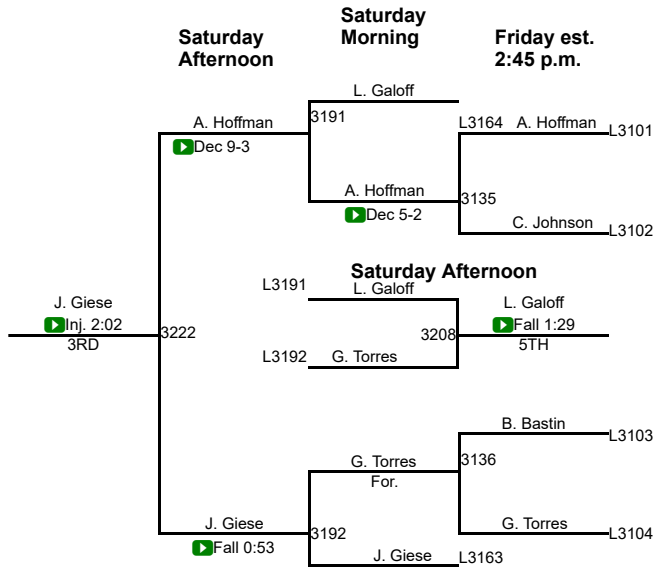 Saturday
Morning
Saturday
Afternoon
Friday est.
2:45 p.m.
L. Galoff
3191
A. Hoffman
Dec 9-3
L3164
A. Hoffman
L3101
A. Hoffman
Dec 5-2
3135
C. Johnson
L3102
Saturday Afternoon
L3191
L. Galoff
J. Giese
Inj. 2:02
3RD
3222
L. Galoff
Fall 1:29
5TH
3208
L3192
G. Torres
B. Bastin
L3103
G. Torres
For.
3136
J. Giese
Fall 0:53
3192
G. Torres
L3104
J. Giese
L3163